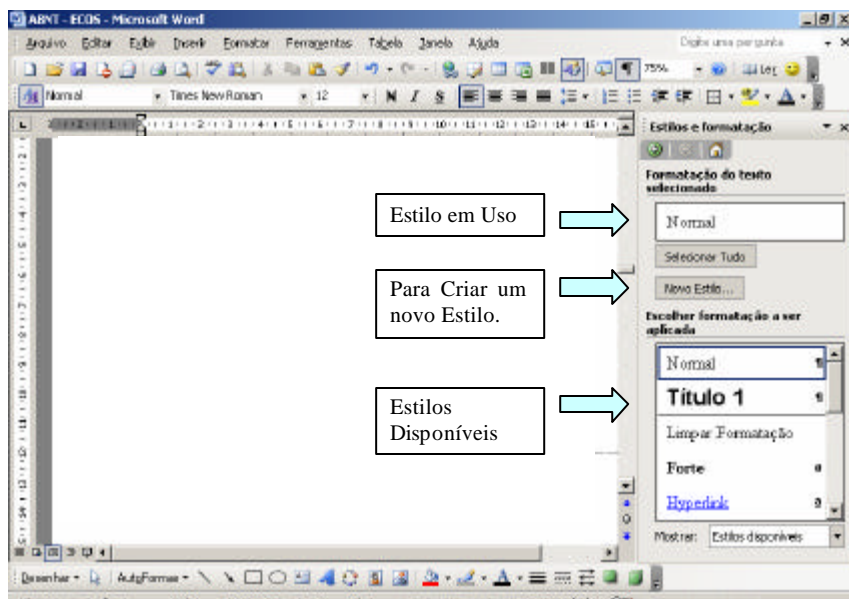 ABNT - ECOS - Microsoft Word
Arquivo Editar Exibir Inserir Formatar Ferramentas Tabela Janela Ajuda Digite uma pergunta
75% Ler
Normal Times New Roman 12 N I S
Estilos e formatação
Formatação do texto
selecionado
Estilo em Uso
Normal
Selecionar Tudo
Para Criar um
novo Estilo.
Novo Estilo...
Escolher formatação a ser
aplicada
Normal
Título 1
Estilos
Disponíveis
Limpar Formatação
Forte
Hyperlink
Mostrar: Estilos disponíveis
Desenhar AutoFormas